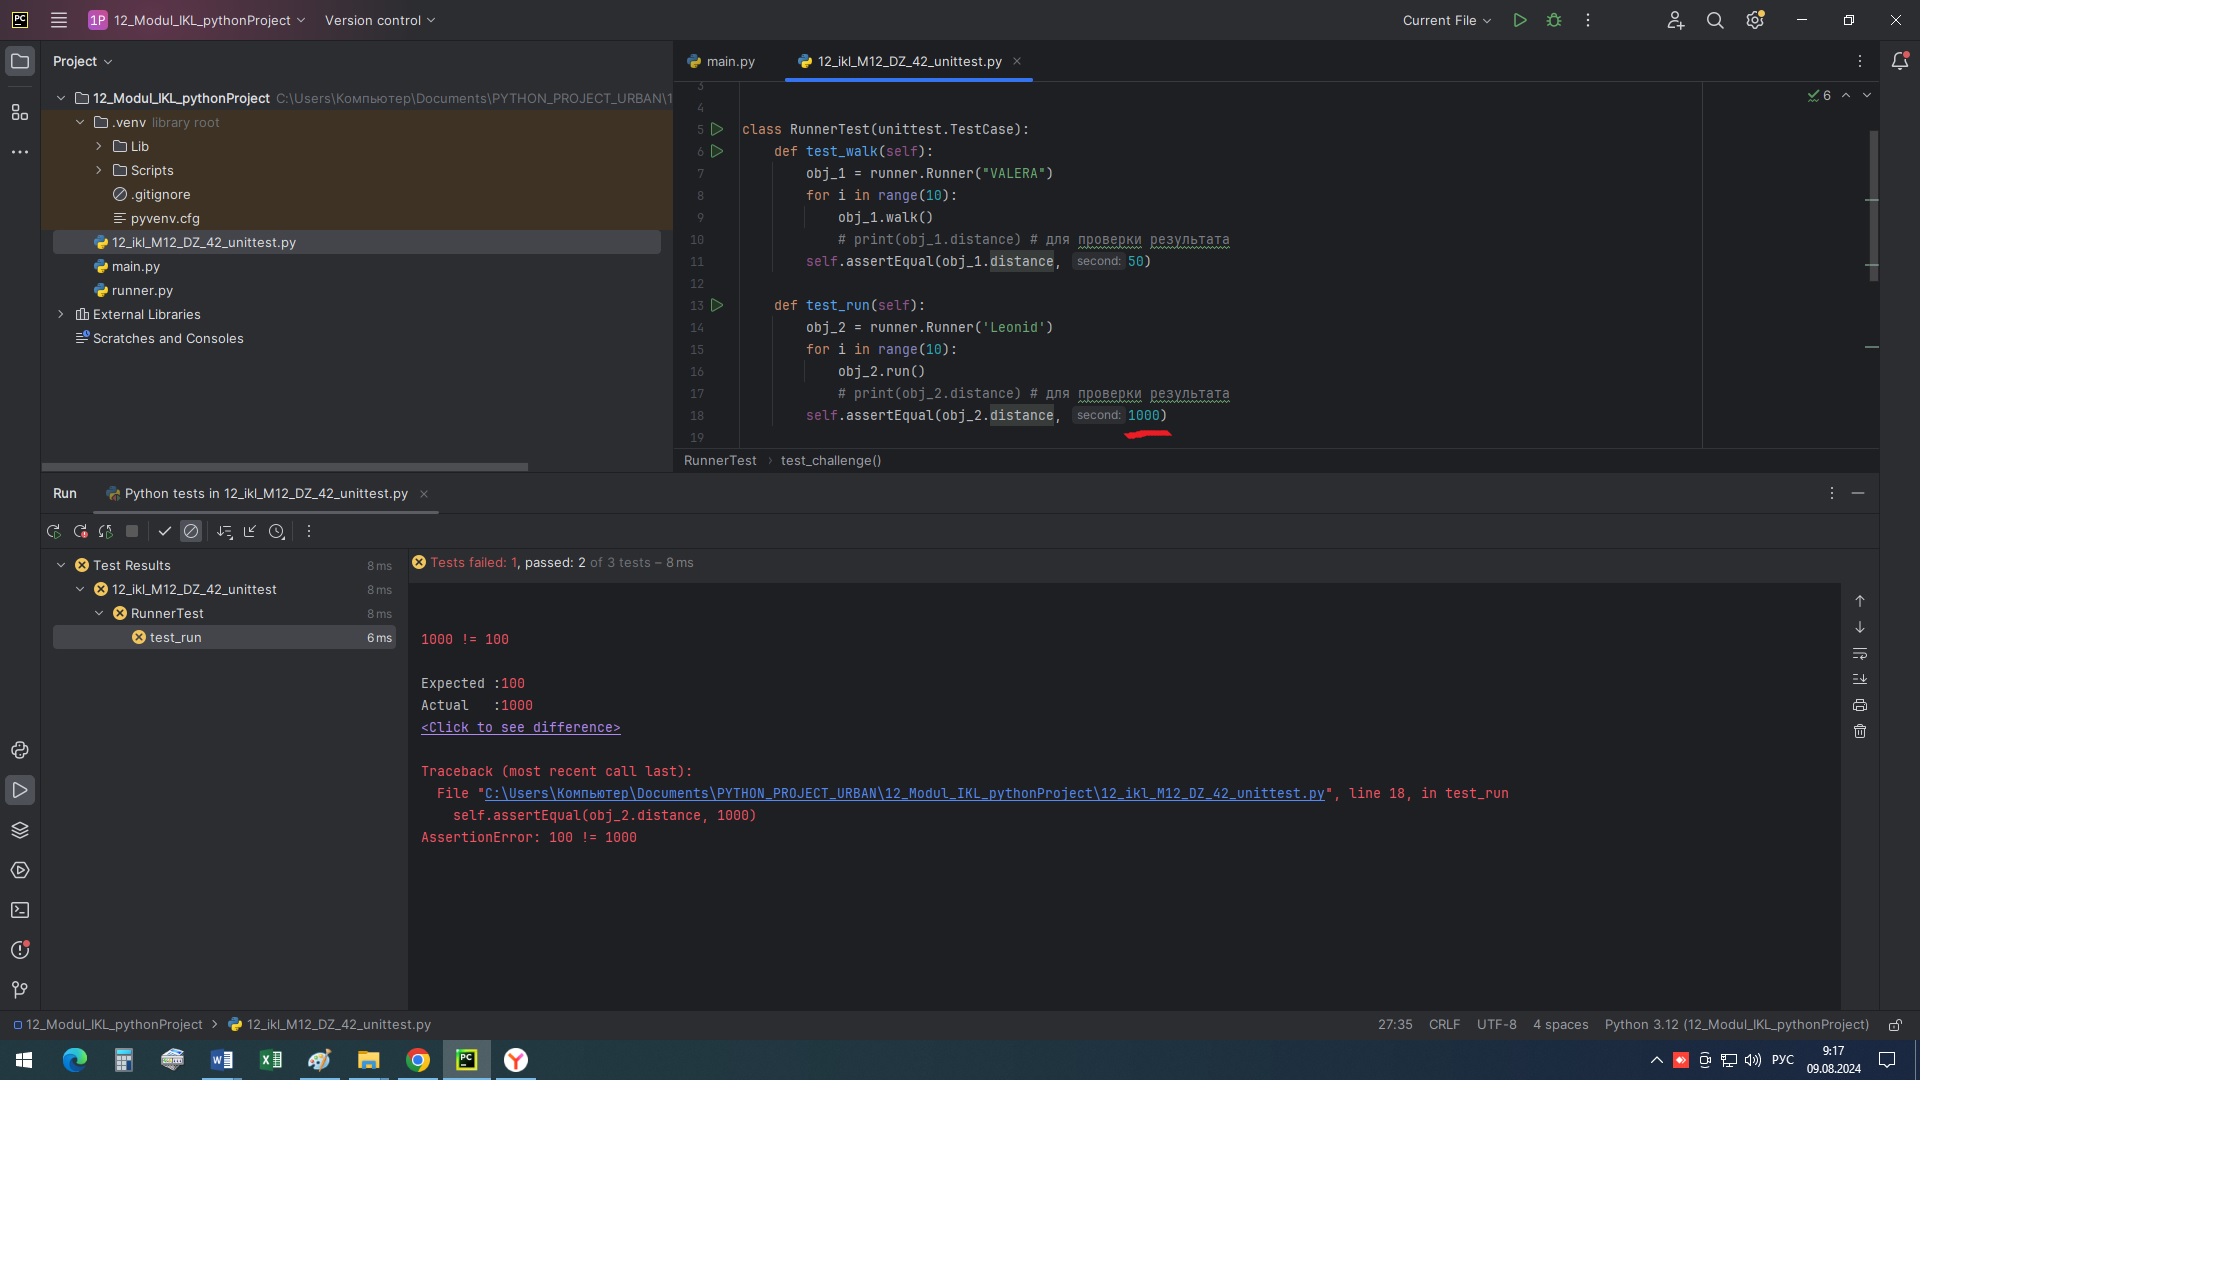 PC 1P 12_Modul_IKL_pythonProject Version control Current File
Project
12_Modul_IKL_pythonProject C:\Users\Компьютер\Documents\PYTHON_PROJECT_URBAN\1
.venv library root
Lib
Scripts
.gitignore
pyvenv.cfg
12_ikl_M12_DZ_42_unittest.py
main.py
runner.py
External Libraries
Scratches and Consoles
main.py 12_ikl_M12_DZ_42_unittest.py
6
3
4
5 class RunnerTest(unittest.TestCase):
6 def test_walk(self):
7 obj_1 = runner.Runner("VALERA")
8 for i in range(10):
9 obj_1.walk()
10 # print(obj_1.distance) # для проверки результата
11 self.assertEqual(obj_1.distance, second: 50)
12
13 def test_run(self):
14 obj_2 = runner.Runner('Leonid')
15 for i in range(10):
16 obj_2.run()
17 # print(obj_2.distance) # для проверки результата
18 self.assertEqual(obj_2.distance, second: 1000)
19
RunnerTest test_challenge()
Run Python tests in 12_ikl_M12_DZ_42_unittest.py
Test Results 8 ms
12_ikl_M12_DZ_42_unittest 8 ms
RunnerTest 8 ms
test_run 6 ms
Tests failed: 1, passed: 2 of 3 tests – 8 ms
1000 != 100
Expected :100
Actual :1000
<Click to see difference>
Traceback (most recent call last):
File "C:\Users\Компьютер\Documents\PYTHON_PROJECT_URBAN\12_Modul_IKL_pythonProject\12_ikl_M12_DZ_42_unittest.py", line 18, in test_run
self.assertEqual(obj_2.distance, 1000)
AssertionError: 100 != 1000
12_Modul_IKL_pythonProject 12_ikl_M12_DZ_42_unittest.py 27:35 CRLF UTF-8 4 spaces Python 3.12 (12_Modul_IKL_pythonProject)
PC РУС 9:17
09.08.2024